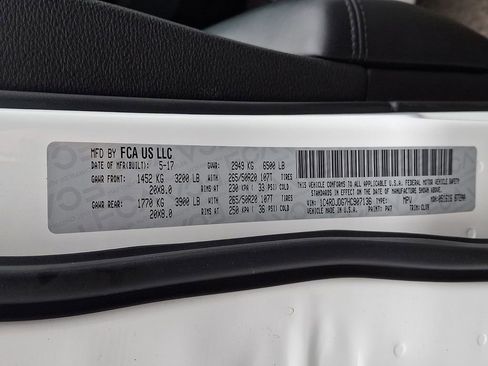 MFD BY FCA US LLC
DATE OF MFR(BUILT): 5-17 GVWR: 2949 KG 6500 LB
GAWR FRONT: 1452 KG 3200 LB WITH 265/50R20 107T TIRES
20X8.0 RIMS AT 230 KPA ( 33 PSI) COLD
GAWR REAR: 1770 KG 3900 LB WITH 265/50R20 107T TIRES
20X8.0 RIMS AT 250 KPA ( 36 PSI) COLD
THIS VEHICLE CONFORMS TO ALL APPLICABLE U.S.A. FEDERAL MOTOR VEHICLE SAFETY
STANDARDS IN EFFECT ON THE DATE OF MANUFACTURE SHOWN ABOVE.
VIN: 1C4RDJDG7HC907136 TYPE: MPV
VEHICLE MADE IN U.S.A. PAINT: PW7 TRIM: CLX9